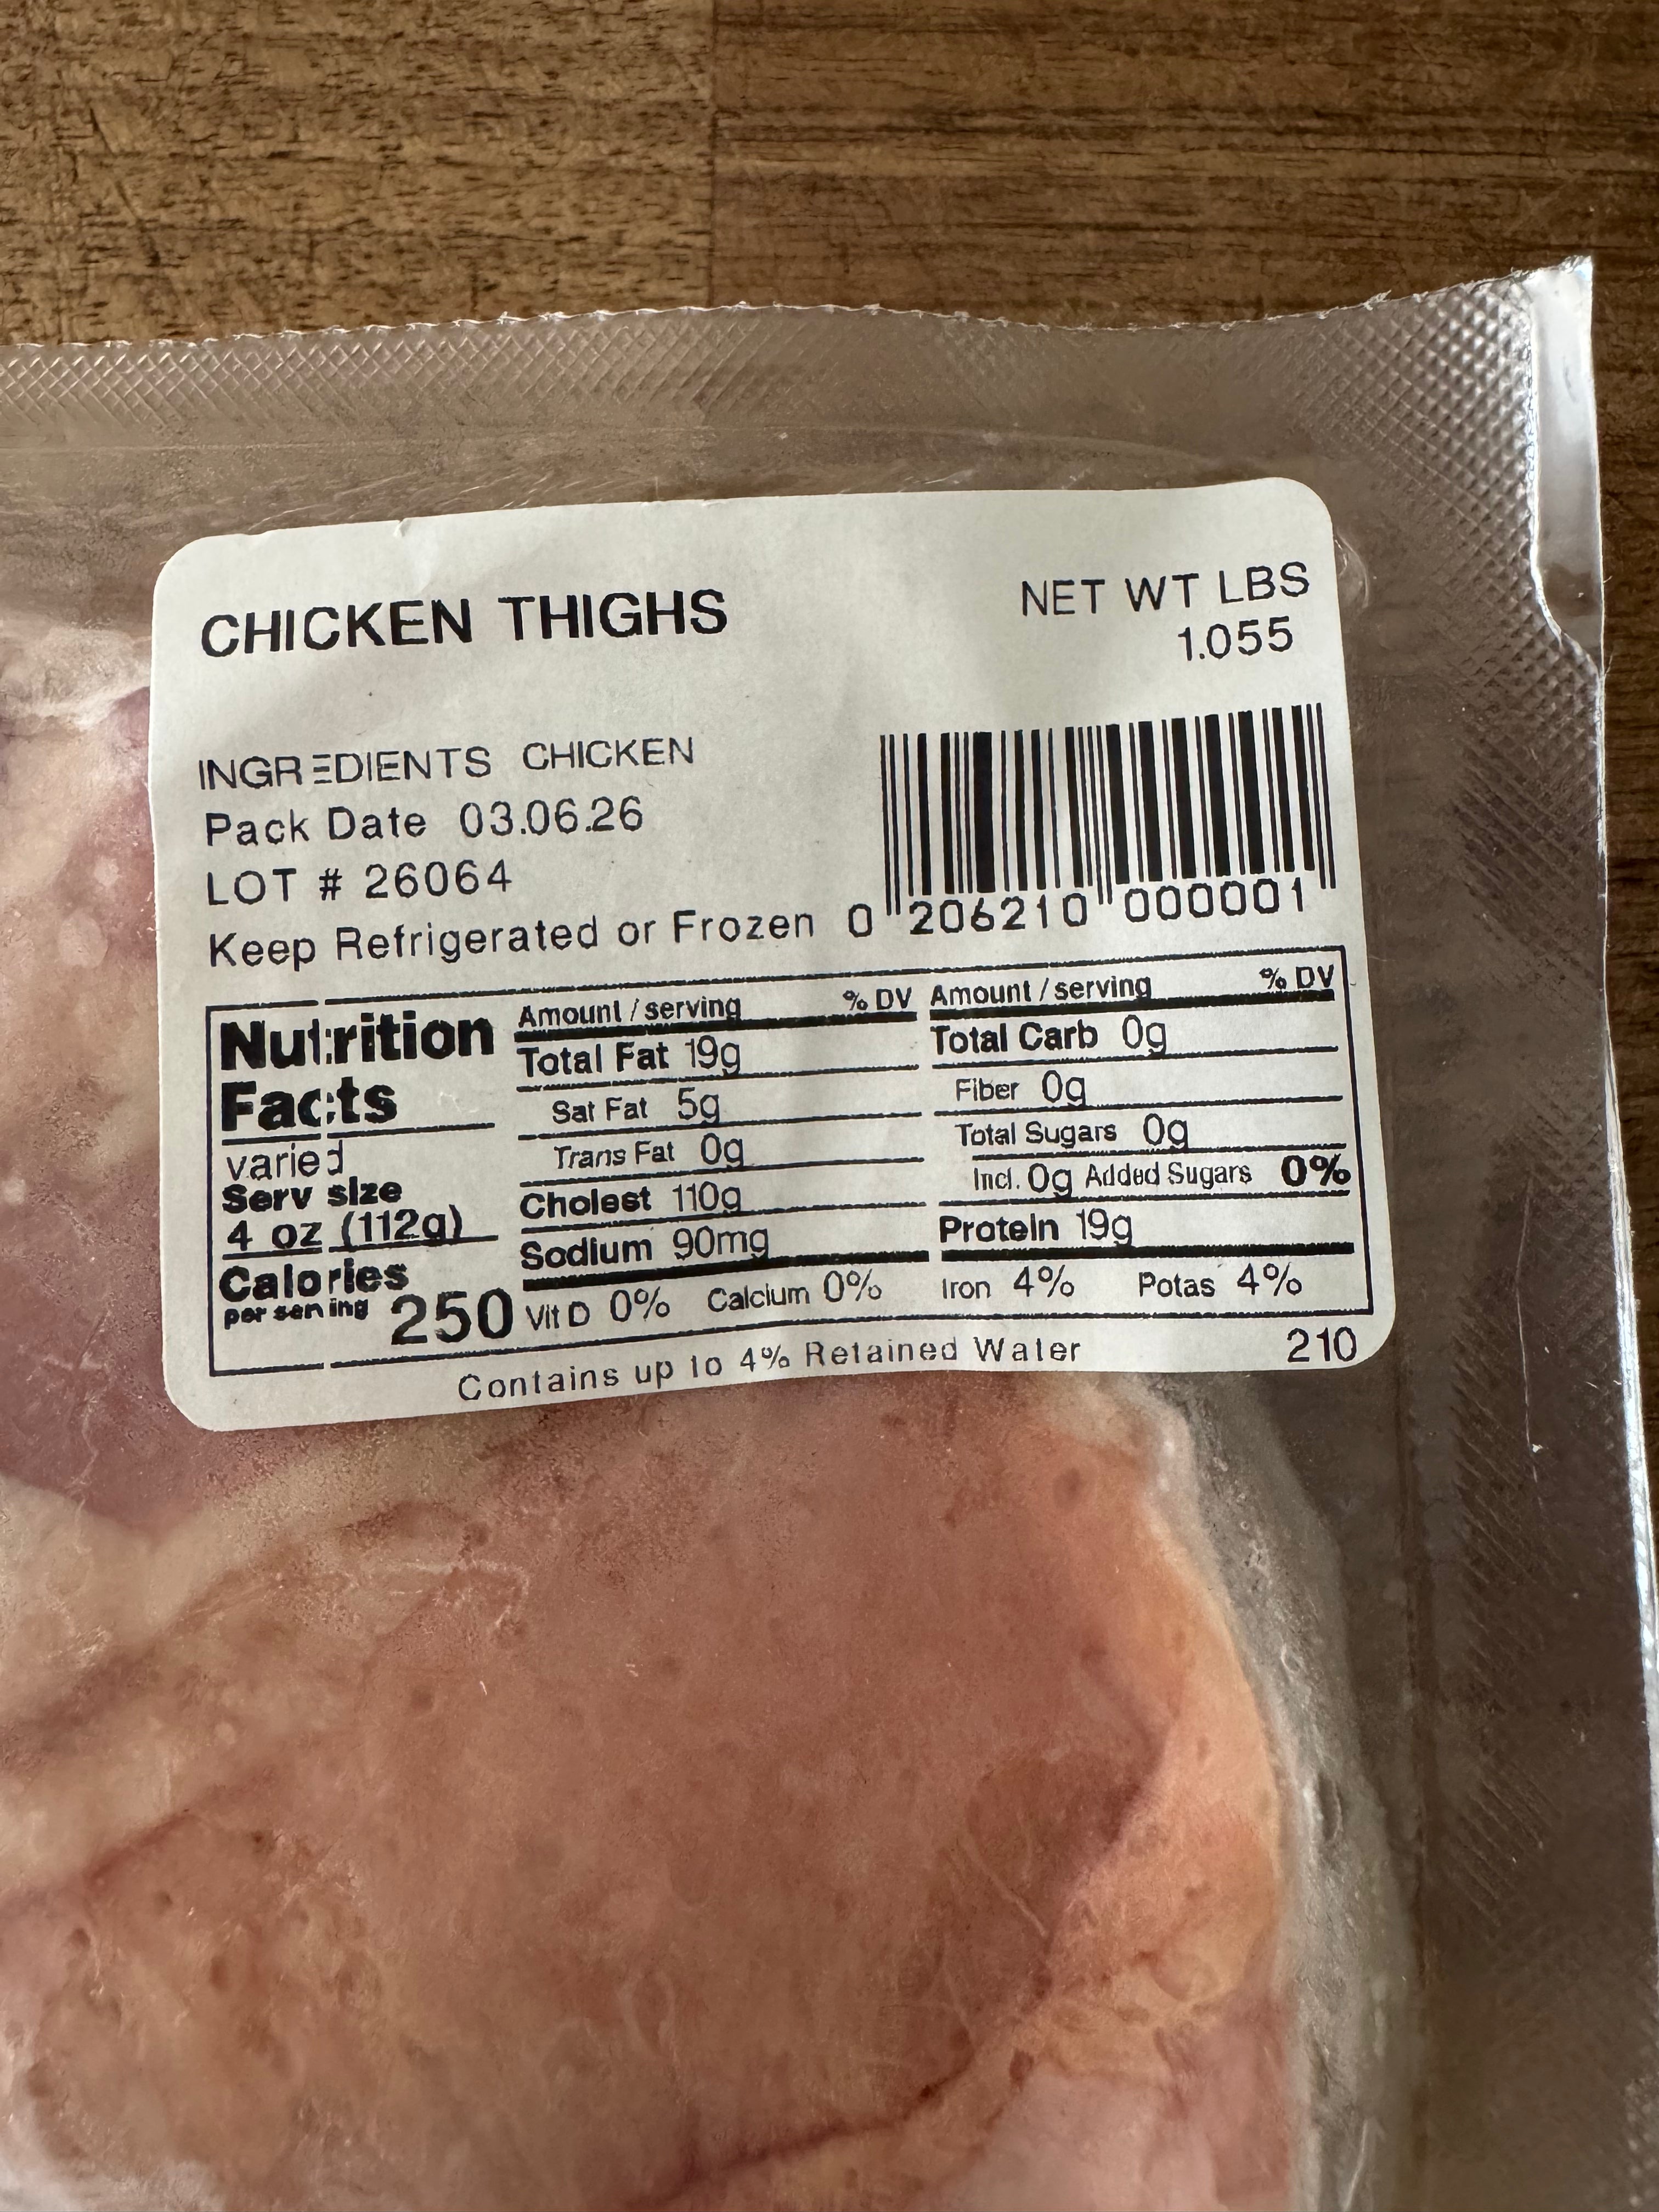 CHICKEN THIGHS
NET WT LBS
1.055
INGREDIENTS CHICKEN
Pack Date 03.06.26
LOT # 26064
Keep Refrigerated or Frozen
0 206210 000001
Nutrition
Facts
varied
Serv size
4 oz (112g)
Calories
per serving 250
Amount / serving % DV
Total Fat 19g
Sat Fat 5g
Trans Fat 0g
Cholest 110g
Sodium 90mg
Amount / serving % DV
Total Carb 0g
Fiber 0g
Total Sugars 0g
Incl. 0g Added Sugars 0%
Protein 19g
Vit D 0% Calcium 0% Iron 4% Potas 4%
Contains up to 4% Retained Water
210